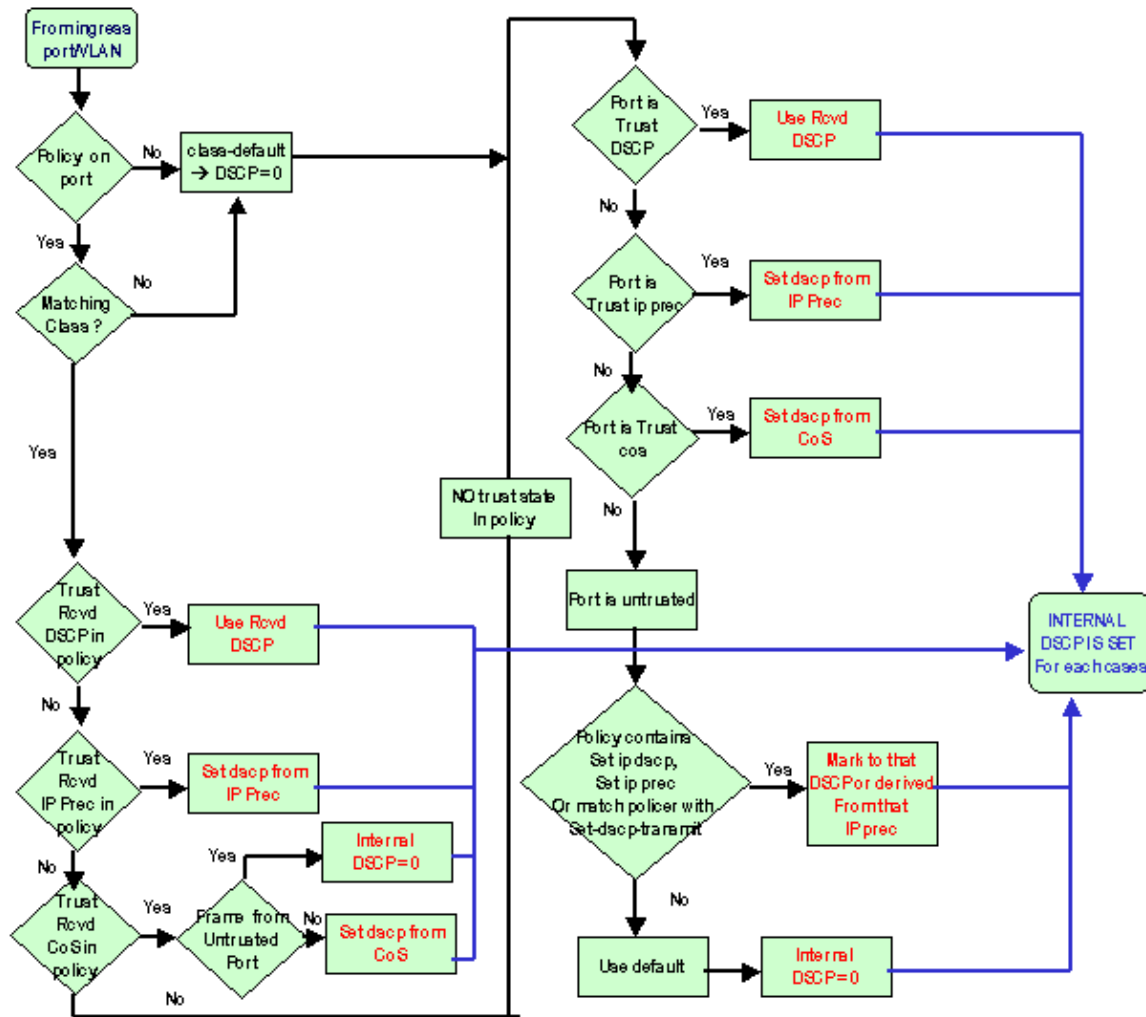 From ingress
port/VLAN
Policy on
port
No
class-default
→ DSCP=0
Yes
Matching
Class ?
No
Yes
Trust
Rcvd
DSCP in
policy
Yes
Use Rcvd
DSCP
No
Trust
Rcvd
IP Prec in
policy
Yes
Set dscp from
IP Prec
No
Trust
Rcvd
CoS in
policy
Yes
Frame from
Untrusted
Port
Yes
Internal
DSCP=0
No
Set dscp from
CoS
No
NO trust state
In policy
Port is
Trust
DSCP
Yes
Use Rcvd
DSCP
No
Port is
Trust ip prec
Yes
Set dscp from
IP Prec
No
Port is Trust
cos
Yes
Set dscp from
CoS
No
Port is untrusted
Policy contains
Set ip dscp,
Set ip prec
Or match policer with
Set-dscp-transmit
Yes
Mark to that
DSCP or derived
From that
IP prec
No
Use default
Internal
DSCP=0
INTERNAL
DSCP IS SET
For each cases